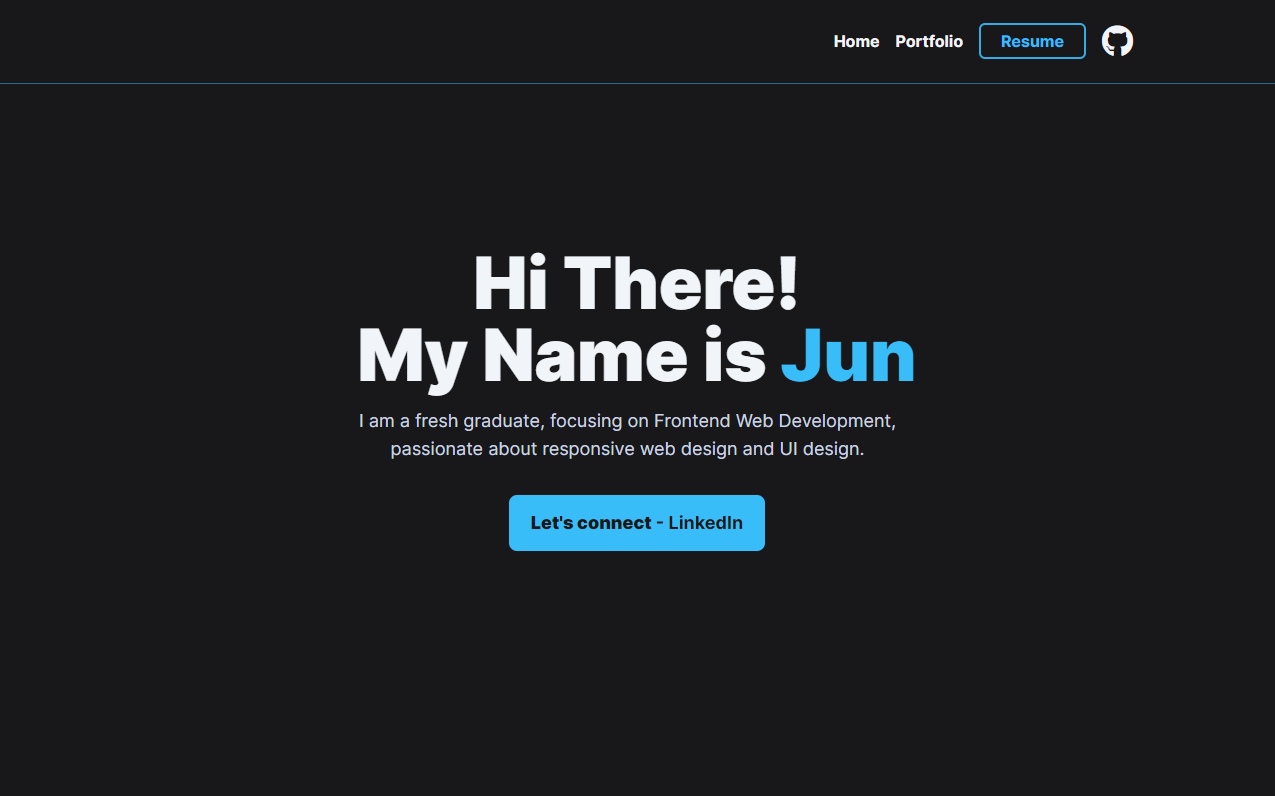 Home Portfolio Resume
Hi There!
My Name is Jun
I am a fresh graduate, focusing on Frontend Web Development,
passionate about responsive web design and UI design.
Let's connect - LinkedIn